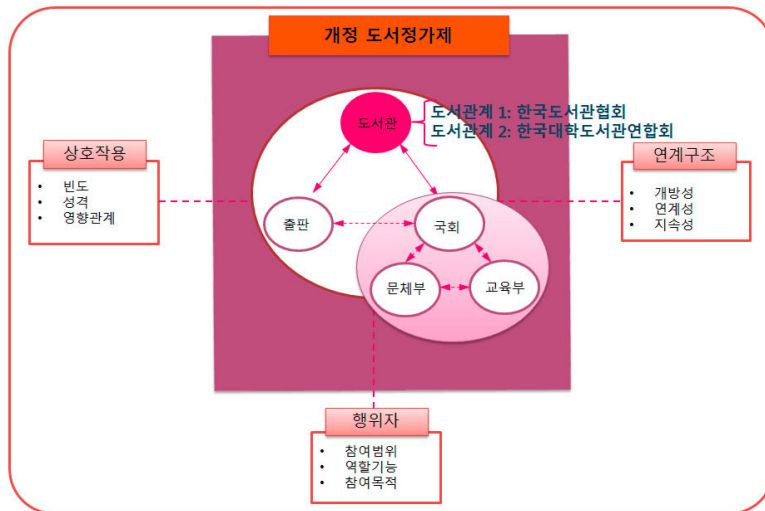 개정 도서정가제
도서관
도서관계 1: 한국도서관협회
도서관계 2: 한국대학도서관연합회
상호작용
• 빈도
• 성격
• 영향관계
연계구조
• 개방성
• 연계성
• 지속성
출판
국회
문체부
교육부
행위자
• 참여범위
• 역할기능
• 참여목적